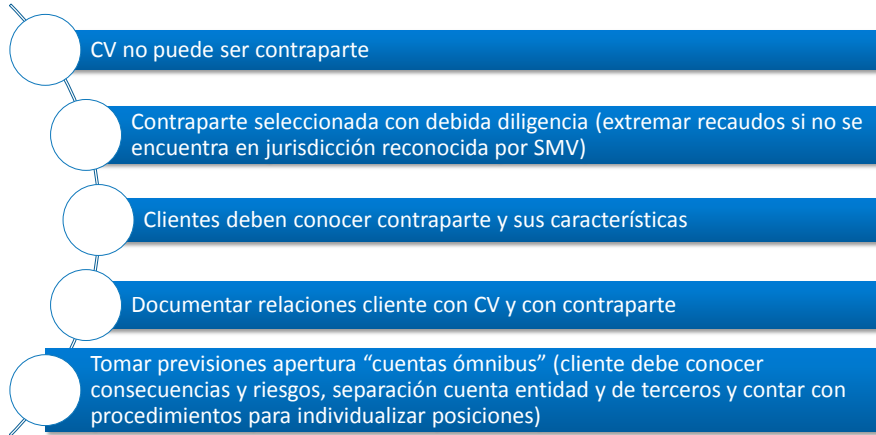 CV no puede ser contraparte
Contraparte seleccionada con debida diligencia (extremar recaudos si no se
encuentra en jurisdicción reconocida por SMV)
Clientes deben conocer contraparte y sus características
Documentar relaciones cliente con CV y con contraparte
Tomar previsiones apertura “cuentas ómnibus” (cliente debe conocer
consecuencias y riesgos, separación cuenta entidad y de terceros y contar con
procedimientos para individualizar posiciones)